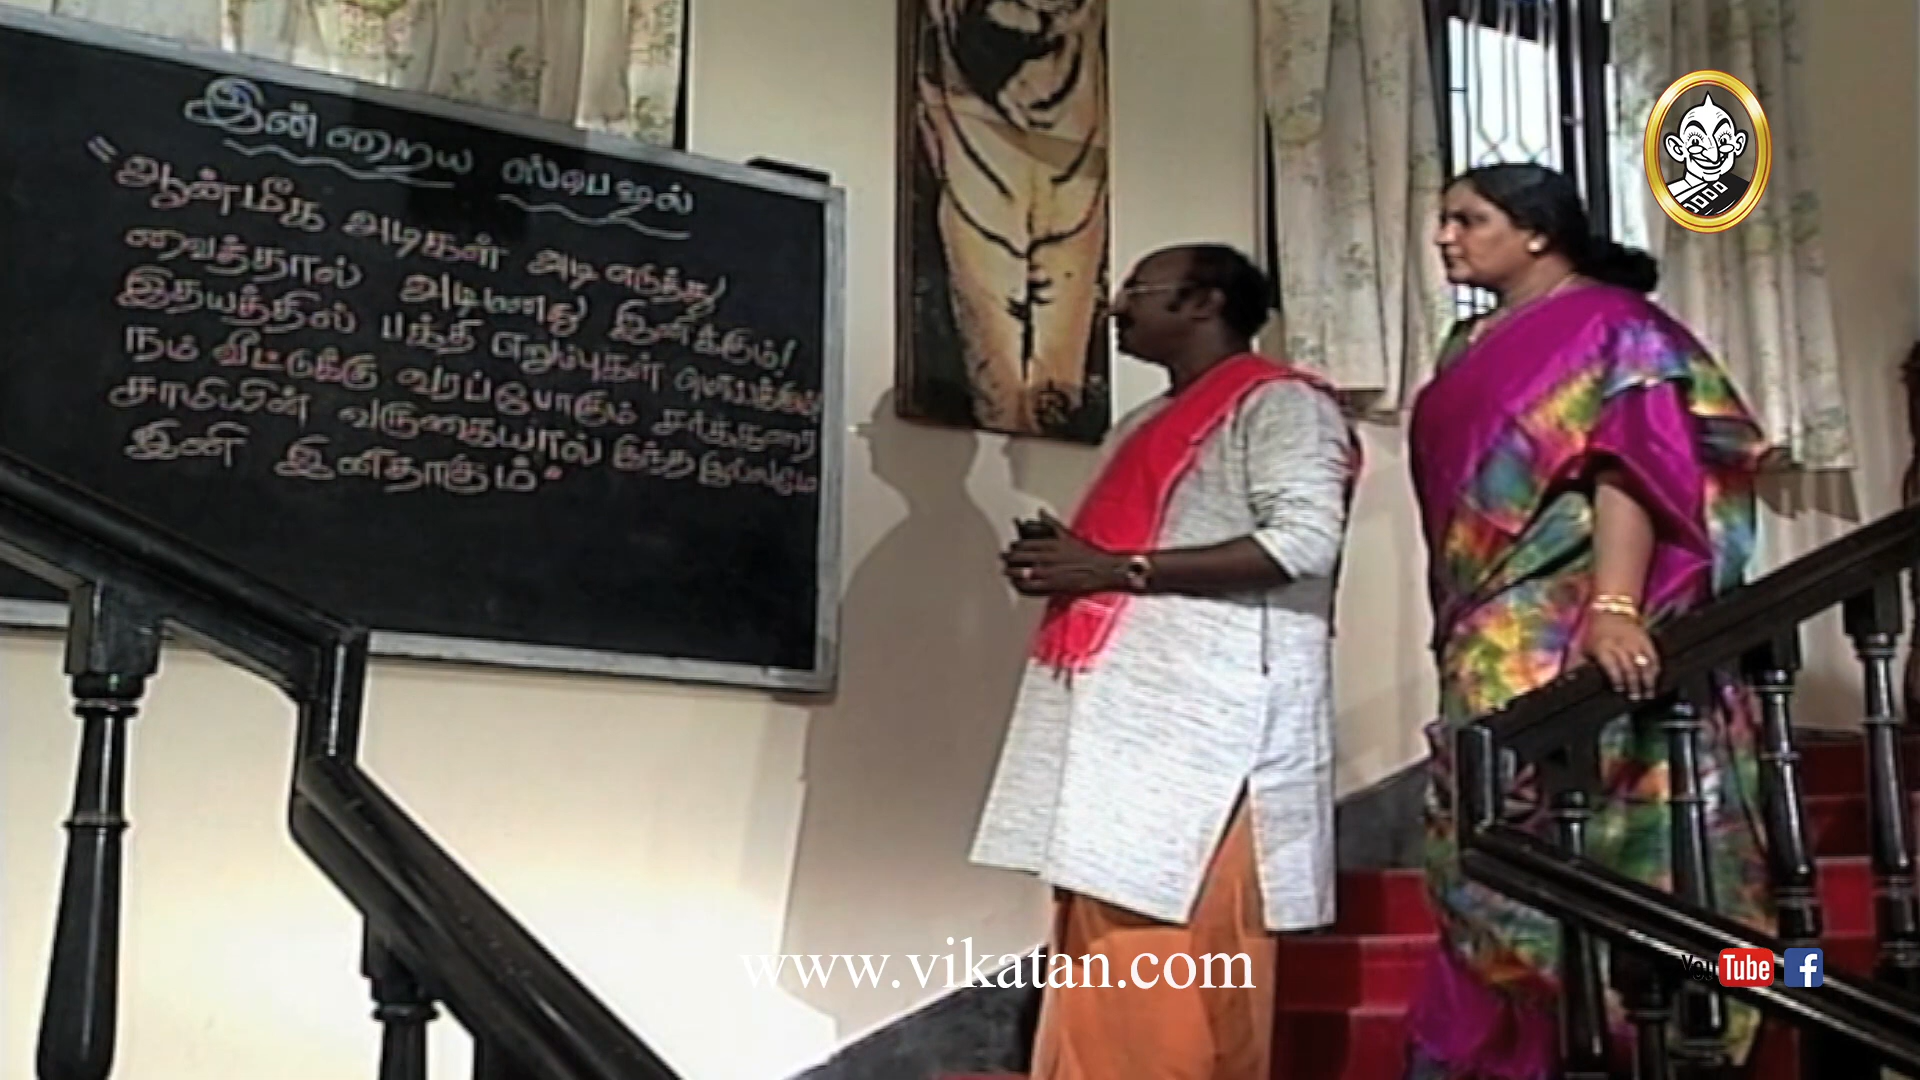 இன்றைய ஸ்பெஷல்
"ஆன்மீக அடிகள் அடி எடுத்து
வைத்தால் அடிமனது இனிக்கும்!
இதயத்தில் பக்தி எறும்புகள் மொய்க்கும்
நம் வீட்டுக்கு வரப்போகும் சர்க்கரை
சாமியின் வருகையால் இந்த இல்லமே
இனி இனிதாகும்"
www.vikatan.com
YouTube f